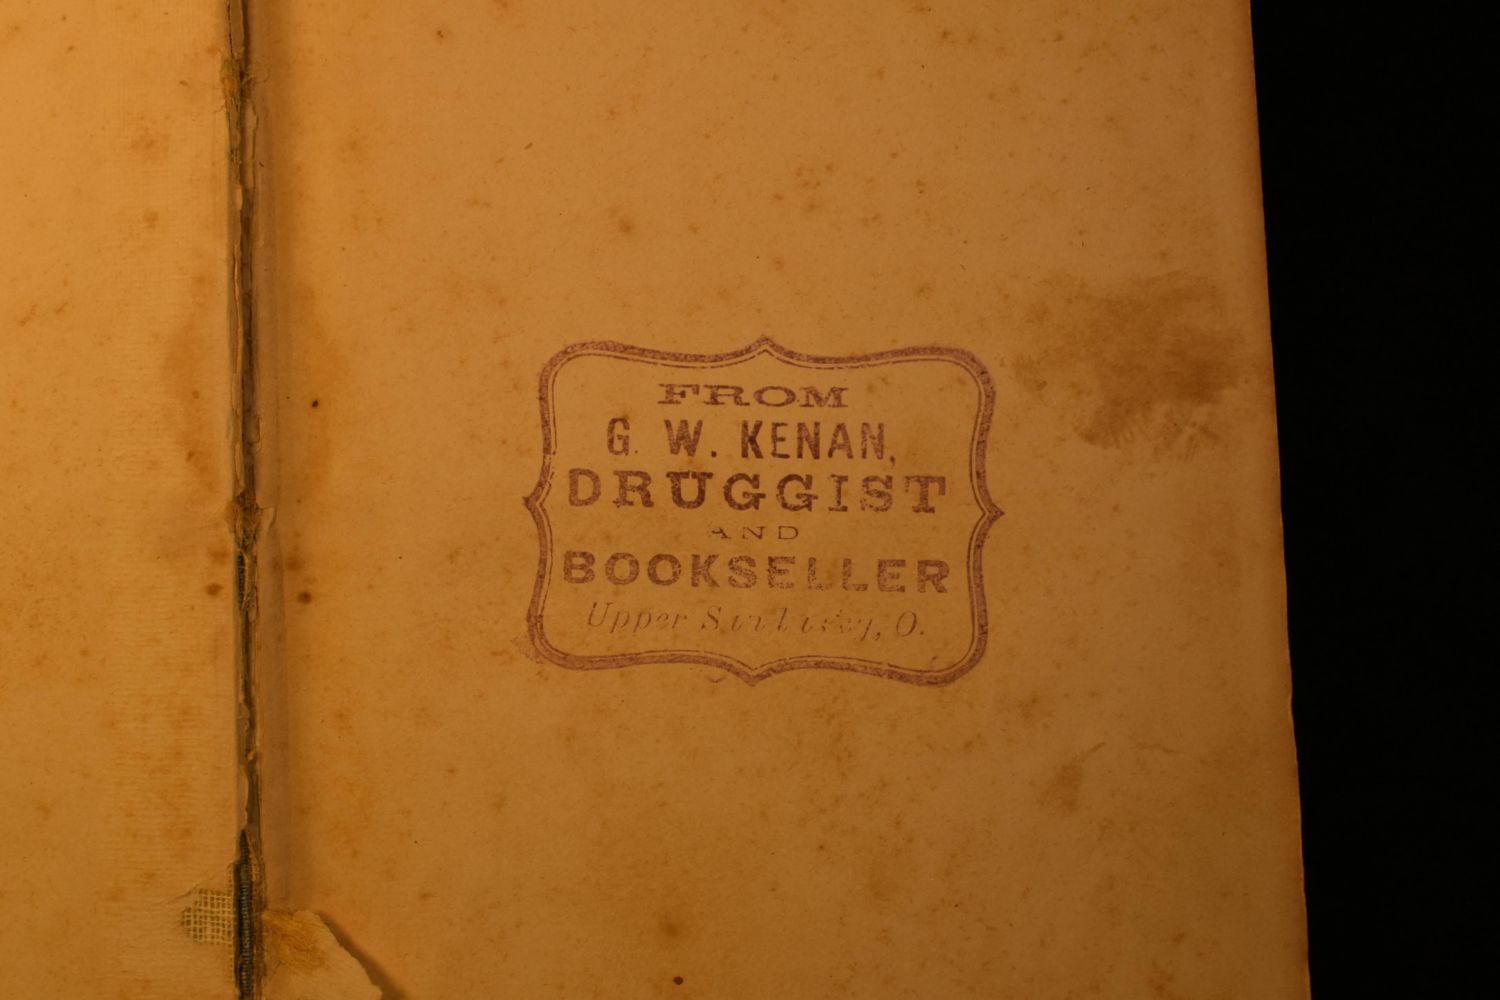 FROM
G. W. KENAN,
DRUGGIST
AND
BOOKSELLER
Upper Sandusky, O.